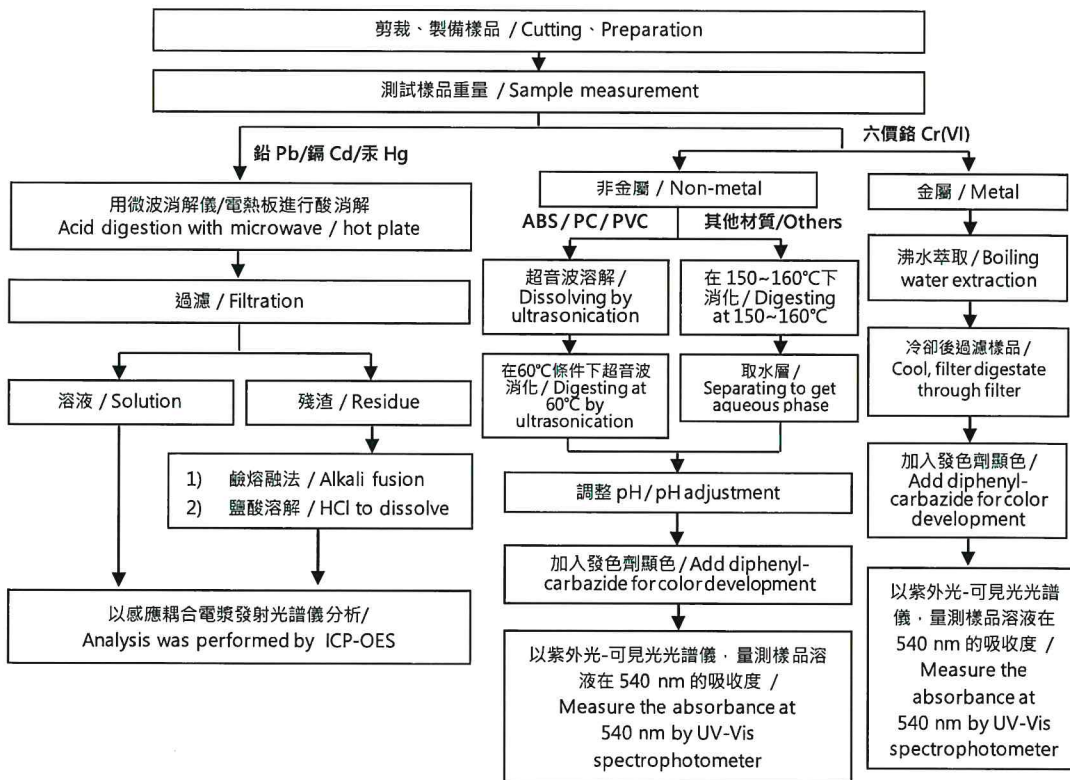 剪裁、製備樣品 / Cutting、Preparation
測試樣品重量 / Sample measurement
鉛 Pb/鎘 Cd/汞 Hg
六價鉻 Cr(VI)
用微波消解儀/電熱板進行酸消解
Acid digestion with microwave / hot plate
過濾 / Filtration
溶液 / Solution
殘渣 / Residue
1) 鹼熔融法 / Alkali fusion
2) 鹽酸溶解 / HCl to dissolve
以感應耦合電漿發射光譜儀分析/
Analysis was performed by ICP-OES
非金屬 / Non-metal
ABS / PC / PVC
其他材質/Others
超音波溶解 /
Dissolving by
ultrasonication
在60℃條件下超音波
消化 / Digesting at
60℃ by
ultrasonication
在 150~160℃下
消化 / Digesting
at 150~160℃
取水層 /
Separating to get
aqueous phase
調整 pH / pH adjustment
加入發色劑顯色 / Add diphenyl-
carbazide for color development
以紫外光-可見光光譜儀，量測樣品溶
液在 540 nm 的吸收度 /
Measure the absorbance at
540 nm by UV-Vis
spectrophotometer
金屬 / Metal
沸水萃取 / Boiling
water extraction
冷卻後過濾樣品 /
Cool, filter digestate
through filter
加入發色劑顯色 /
Add diphenyl-
carbazide for color
development
以紫外光-可見光光譜
儀，量測樣品溶液在
540 nm 的吸收度 /
Measure the
absorbance at
540 nm by UV-Vis
spectrophotometer